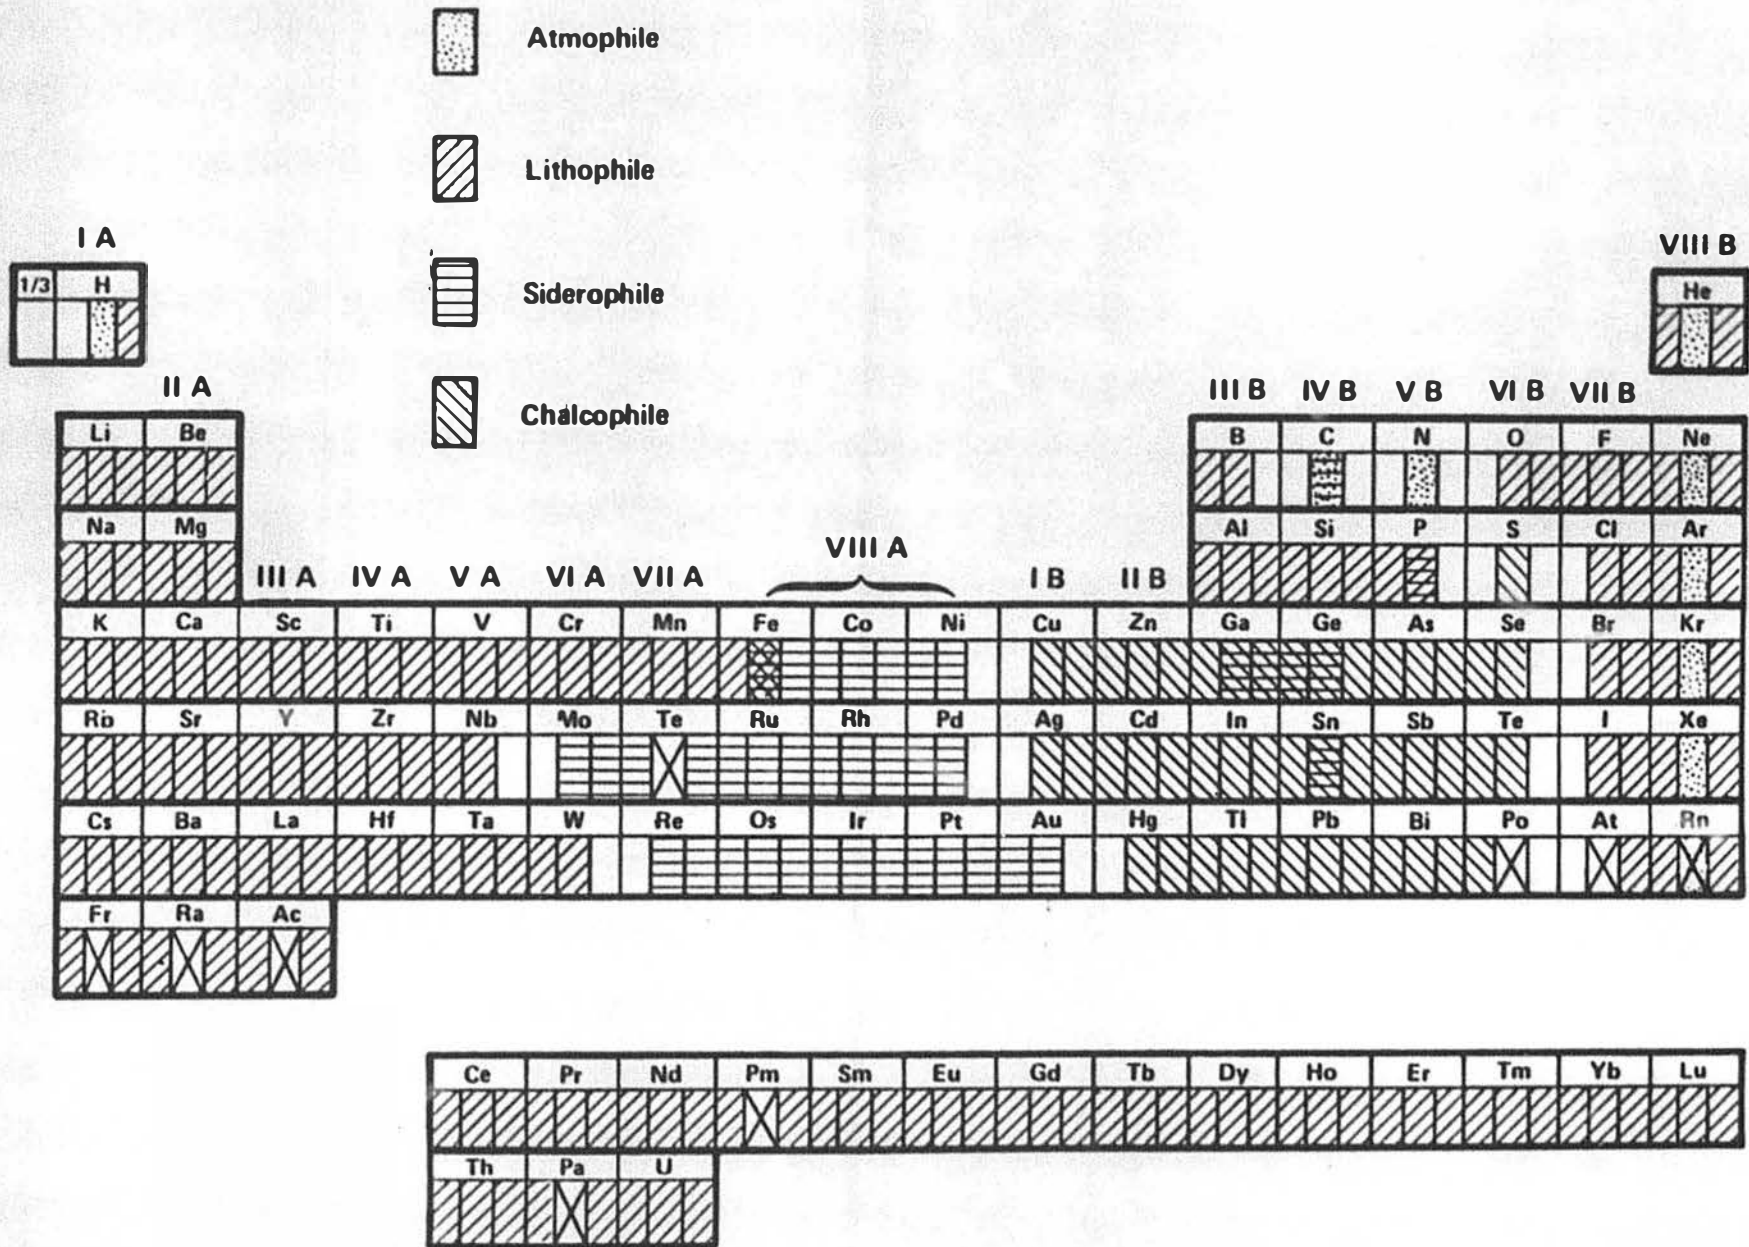 Atmophile
Lithophile
Siderophile
Chalcophile
I A
VIII B
1/3 H
He
II A
III B IV B V B VI B VII B
Li Be
B C N O F Ne
Na Mg
Al Si P S Cl Ar
III A IV A V A VI A VII A VIII A I B II B
K Ca Sc Ti V Cr Mn Fe Co Ni Cu Zn Ga Ge As Se Br Kr
Rb Sr Y Zr Nb Mo Te Ru Rh Pd Ag Cd In Sn Sb Te I Xe
Cs Ba La Hf Ta W Re Os Ir Pt Au Hg Tl Pb Bi Po At Rn
Fr Ra Ac
Ce Pr Nd Pm Sm Eu Gd Tb Dy Ho Er Tm Yb Lu
Th Pa U